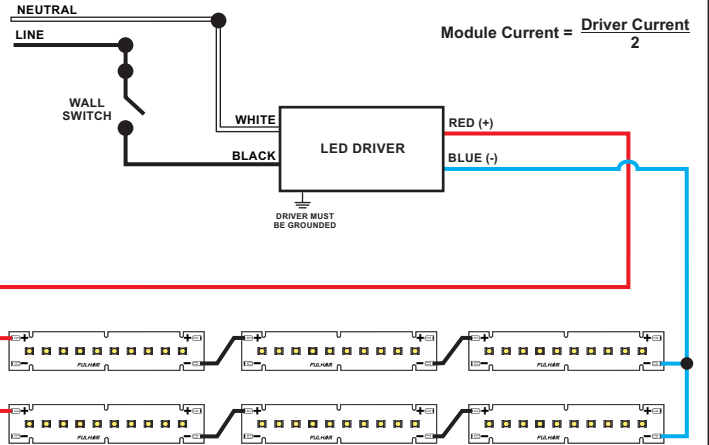 NEUTRAL
LINE
Module Current = Driver Current
2
WALL
SWITCH
WHITE
BLACK
LED DRIVER
RED (+)
BLUE (-)
DRIVER MUST
BE GROUNDED
+ + +
- - -
FULHAM FULHAM FULHAM
+ + +
- - -
FULHAM FULHAM FULHAM